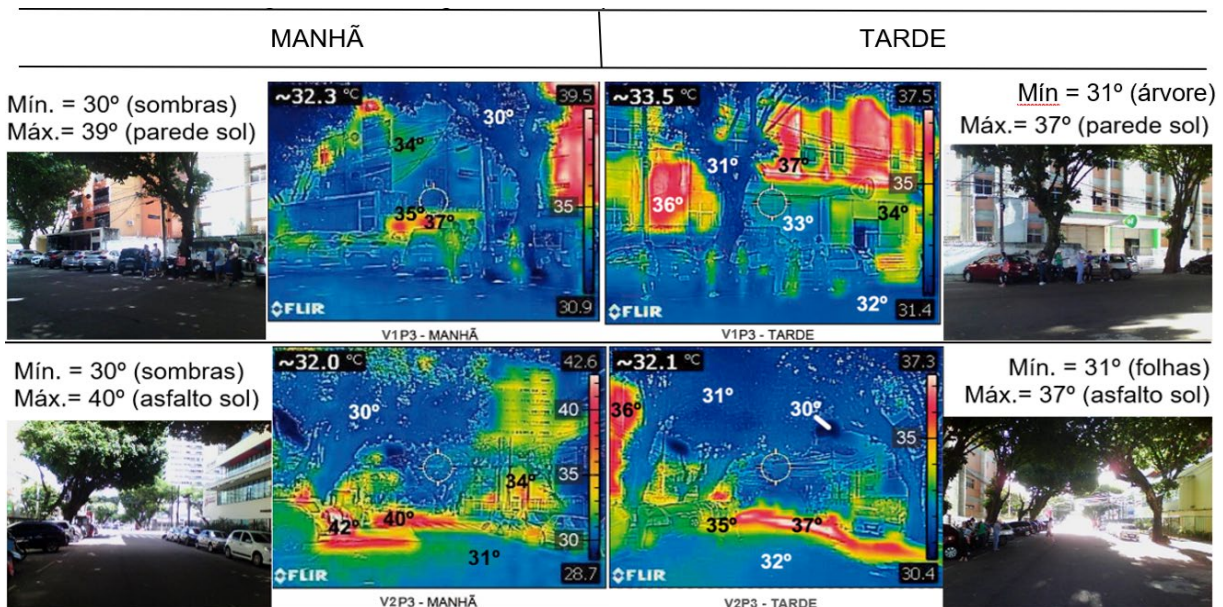 MANHÃ
TARDE
Mín. = 30º (sombras)
Máx.= 39º (parede sol)
~32.3 °C
39.5
30º
34º
35
35º
37º
30.9
FLIR
V1P3 - MANHÃ
~33.5 °C
37.5
31º
37º
35
36º
34º
33º
32º
31.4
FLIR
V1P3 - TARDE
Mín = 31º (árvore)
Máx.= 37º (parede sol)
Mín. = 30º (sombras)
Máx.= 40º (asfalto sol)
~32.0 °C
42.6
30º
40
35
34º
42º
40º
30
31º
28.7
FLIR
V2P3 - MANHÃ
~32.1 °C
37.3
36º
31º
30º
35
35º
37º
32º
30.4
FLIR
V2P3 - TARDE
Mín. = 31º (folhas)
Máx.= 37º (asfalto sol)